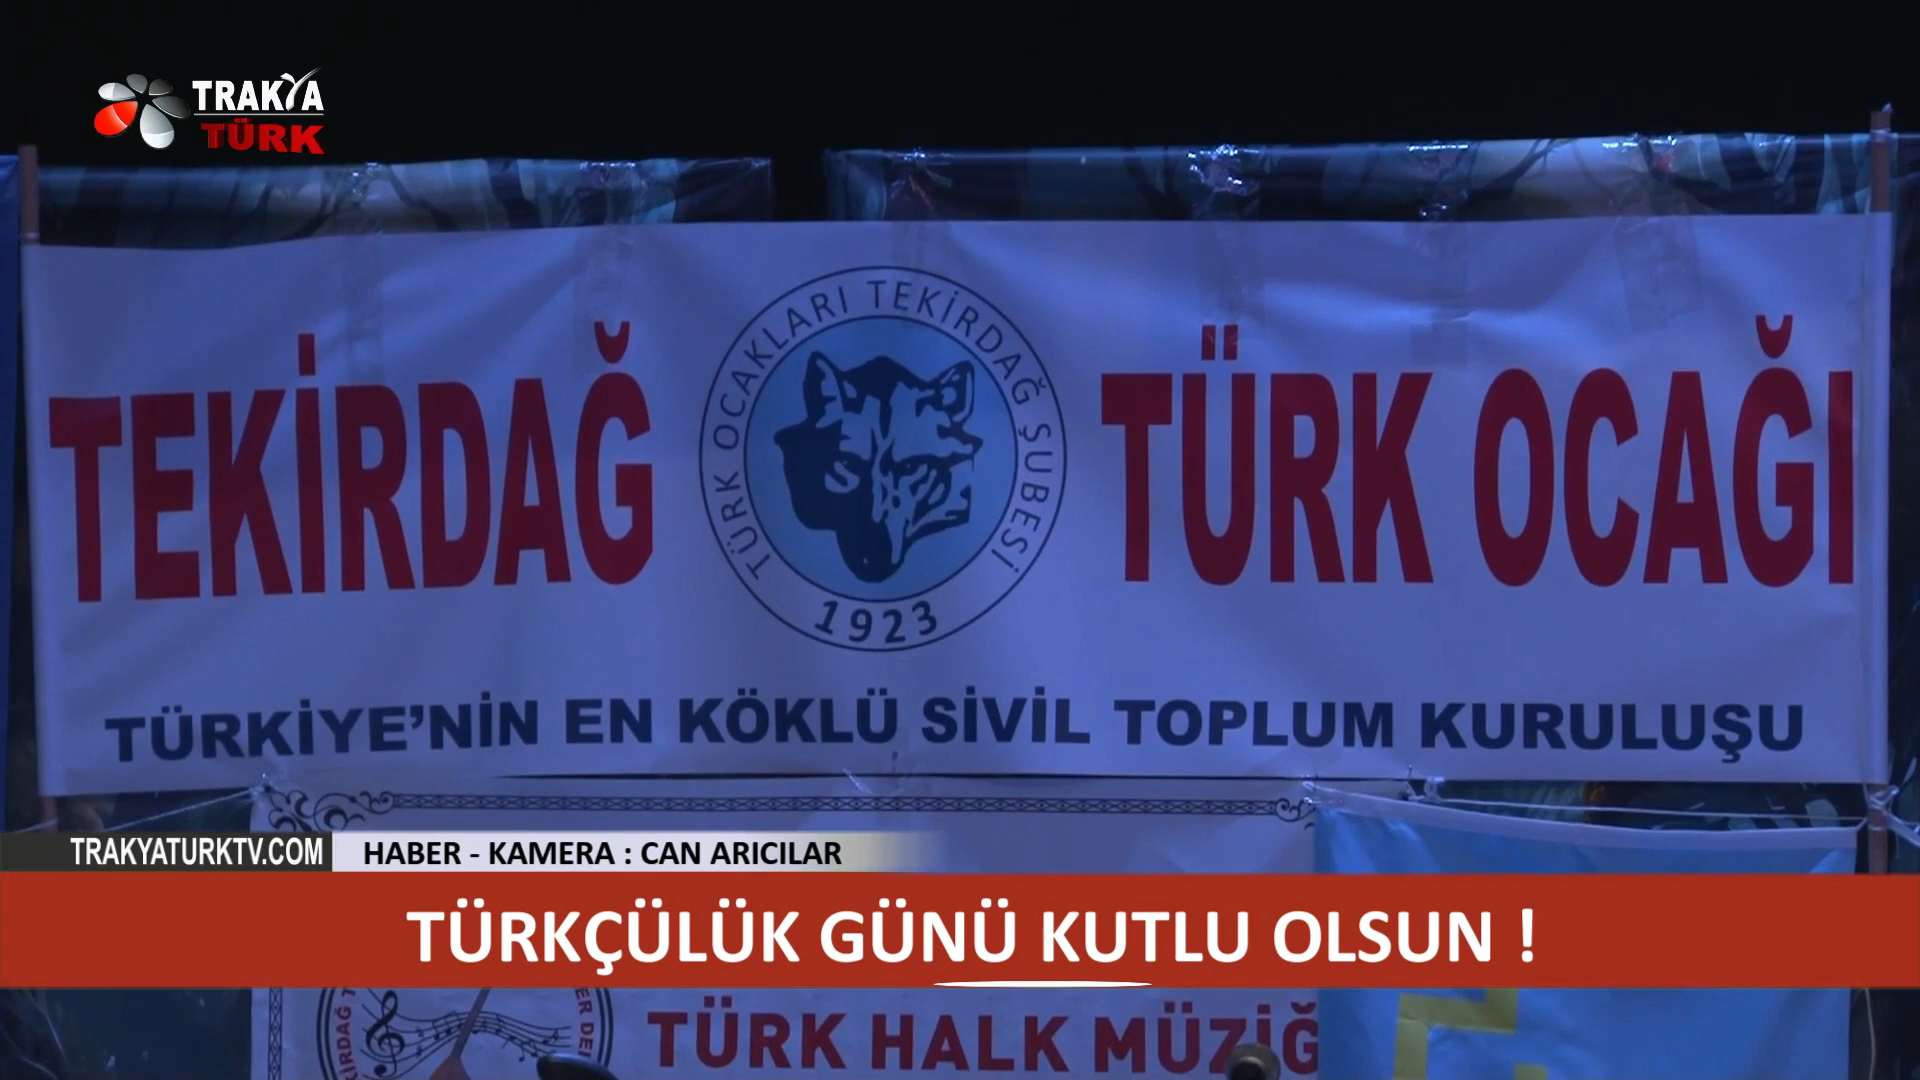 TRAKYA
TÜRK
TEKİRDAĞ
TÜRK OCAKLARI TEKİRDAĞ ŞUBESİ
1923
TÜRK OCAĞI
TÜRKİYE'NİN EN KÖKLÜ SİVİL TOPLUM KURULUŞU
TRAKYATURKTV.COM
HABER - KAMERA : CAN ARICILAR
TÜRKÇÜLÜK GÜNÜ KUTLU OLSUN !
TÜRK HALK MÜZİĞ